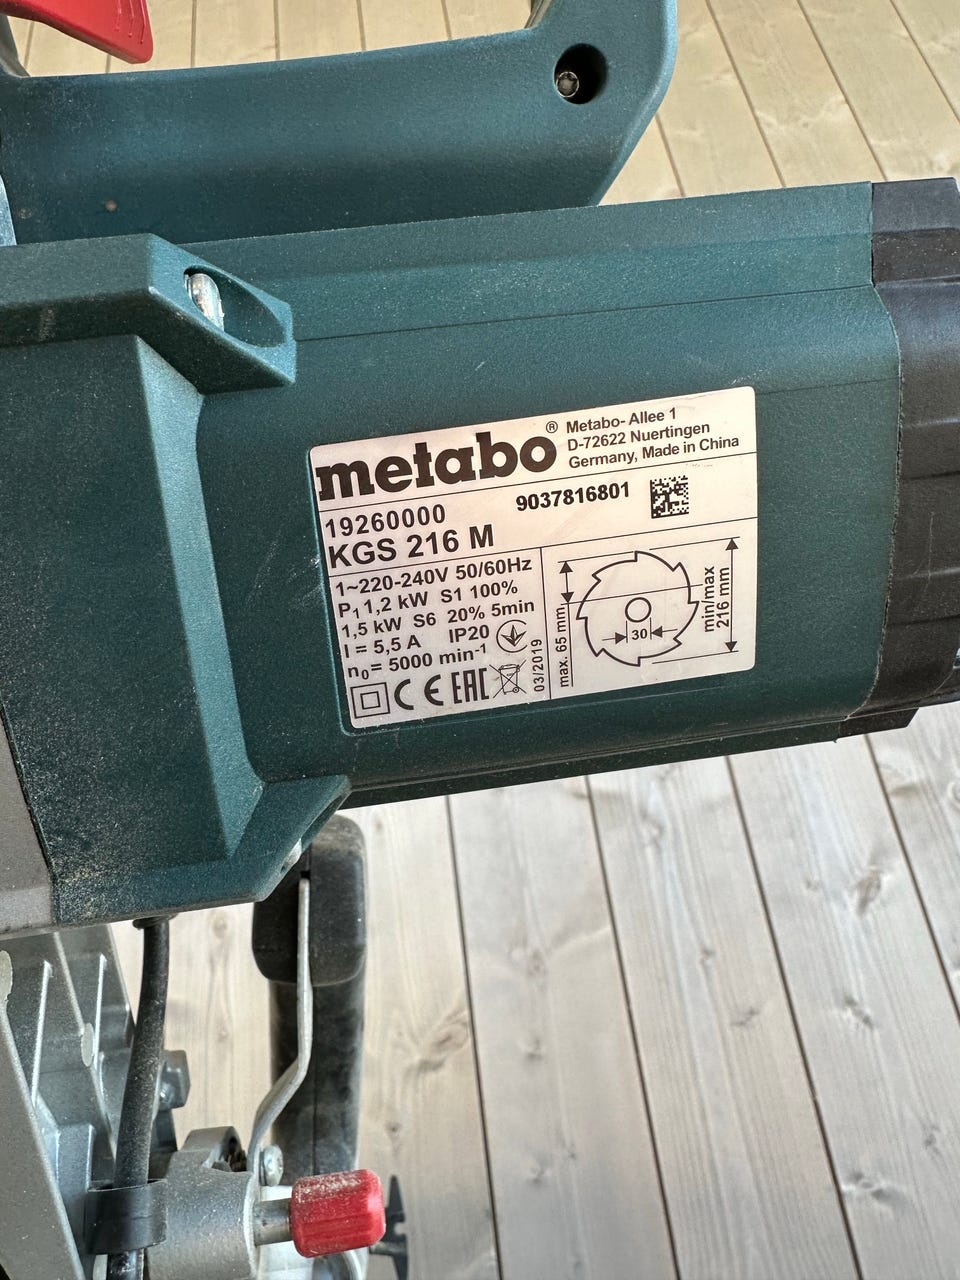 metabo®
Metabo- Allee 1
D-72622 Nuertingen
Germany, Made in China
19260000
9037816801
KGS 216 M
1~220-240V 50/60Hz
P1 1,2 kW S1 100%
1,5 kW S6 20% 5min
I = 5,5 A IP20
n0= 5000 min-1
CE EAC
03/2019
max. 65 mm
30
min/max
216 mm